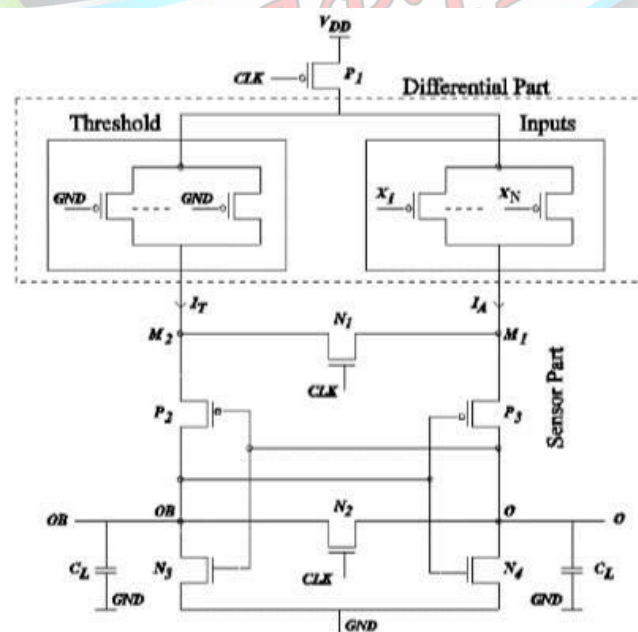 VDD
CLK
P1
Differential Part
Threshold
Inputs
GND
GND
X1
XN
IT
IA
N1
M2
M1
CLK
P2
P3
Sensor Part
OB
OB
N2
O
O
CL
N3
CLK
N4
CL
GND
GND
GND